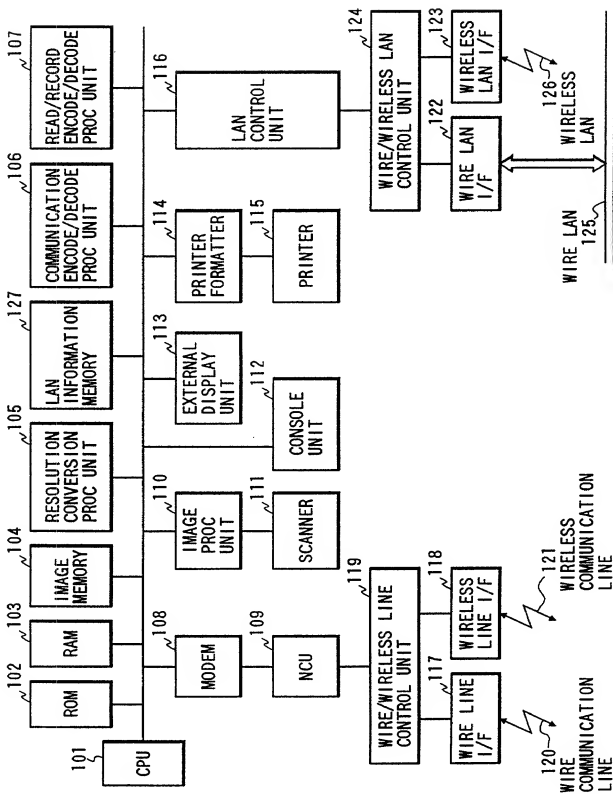 101
CPU
102
ROM
103
RAM
104
IMAGE MEMORY
105
RESOLUTION
CONVERSION
PROC UNIT
127
LAN
INFORMATION
MEMORY
106
COMMUNICATION
ENCODE/DECODE
PROC UNIT
107
READ/RECORD
ENCODE/DECODE
PROC UNIT
108
MODEM
109
NCU
110
IMAGE
PROC UNIT
111
SCANNER
112
CONSOLE
UNIT
113
EXTERNAL
DISPLAY
UNIT
114
PRINTER
FORMATTER
115
PRINTER
116
LAN
CONTROL
UNIT
119
WIRE/WIRELESS LINE
CONTROL UNIT
117
WIRE LINE
I/F
118
WIRELESS
LINE I/F
120
WIRE
COMMUNICATION
LINE
121
WIRELESS COMMUNICATION
LINE
124
WIRE/WIRELESS LAN
CONTROL UNIT
122
WIRE LAN
I/F
123
WIRELESS
LAN I/F
WIRE LAN
125
126
WIRELESS
LAN